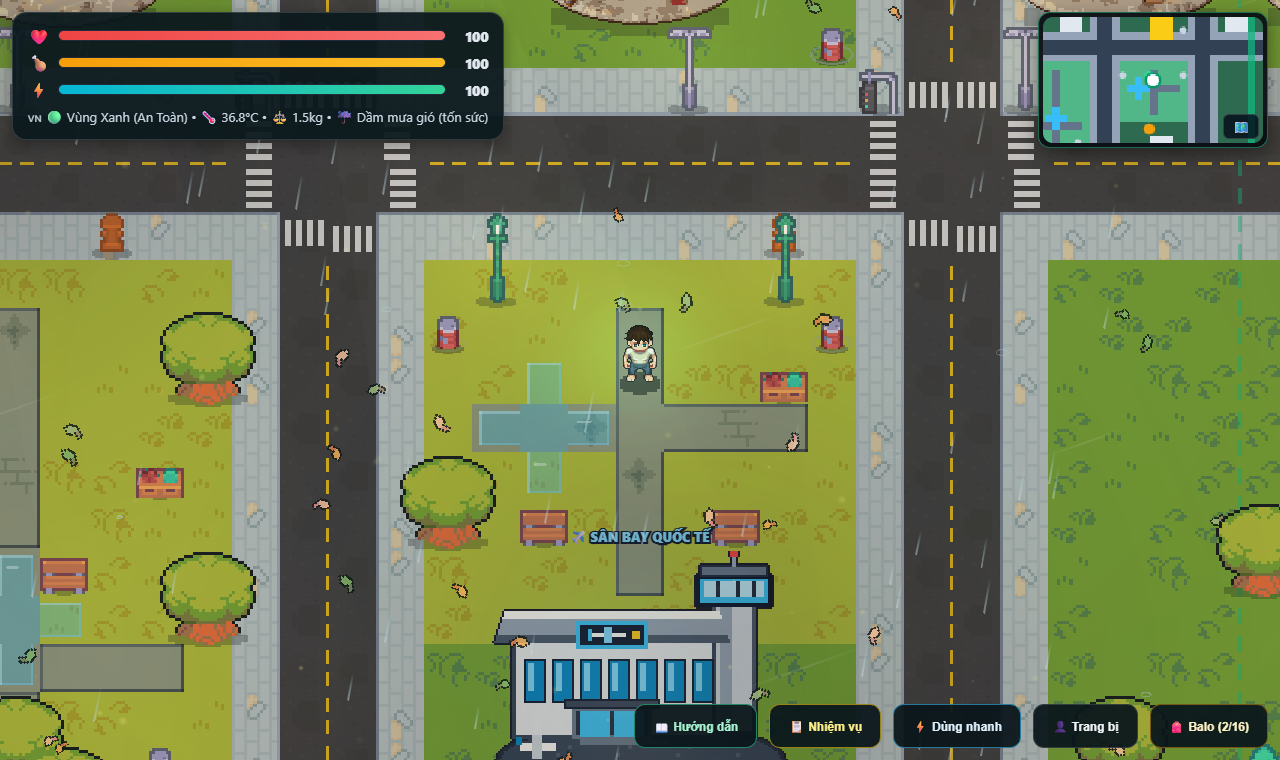 100
100
100
VN Vùng Xanh (An Toàn) • 36.8°C • 1.5kg • Dầm mưa gió (tốn sức)
SÂN BAY QUỐC TẾ
Hướng dẫn
Nhiệm vụ
Dùng nhanh
Trang bị
Balo (2/16)